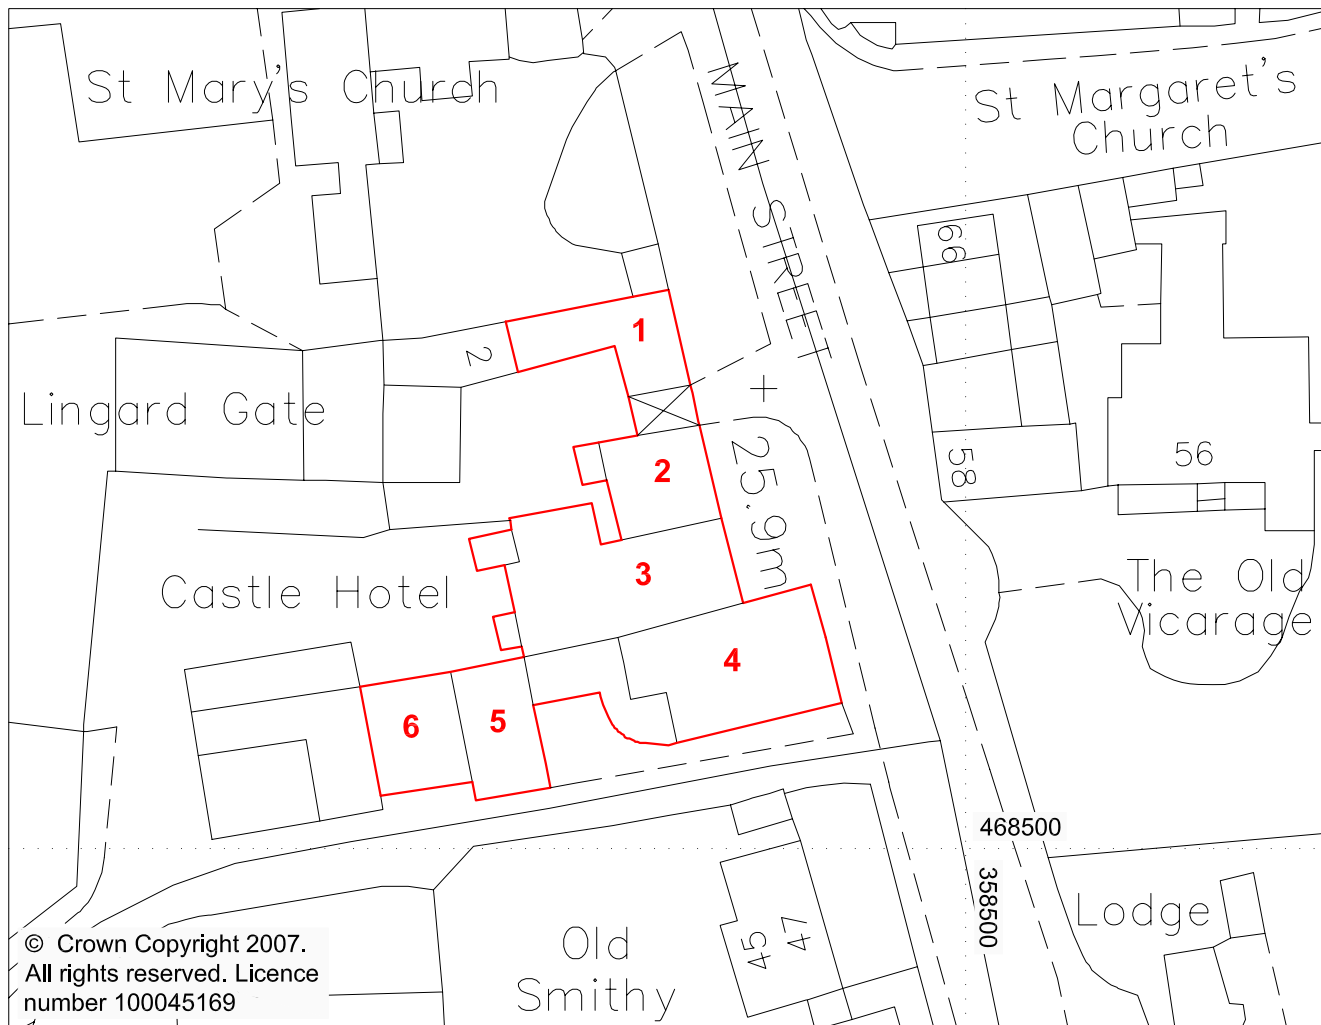 St Mary's Church
MAIN STREET
St Margaret's
Church
66
1
2
Lingard Gate
2
25.9m
58
56
Castle Hotel
3
The Old
Vicarage
4
6
5
468500
358500
Lodge
Old
Smithy
45
47
© Crown Copyright 2007.
All rights reserved. Licence
number 100045169